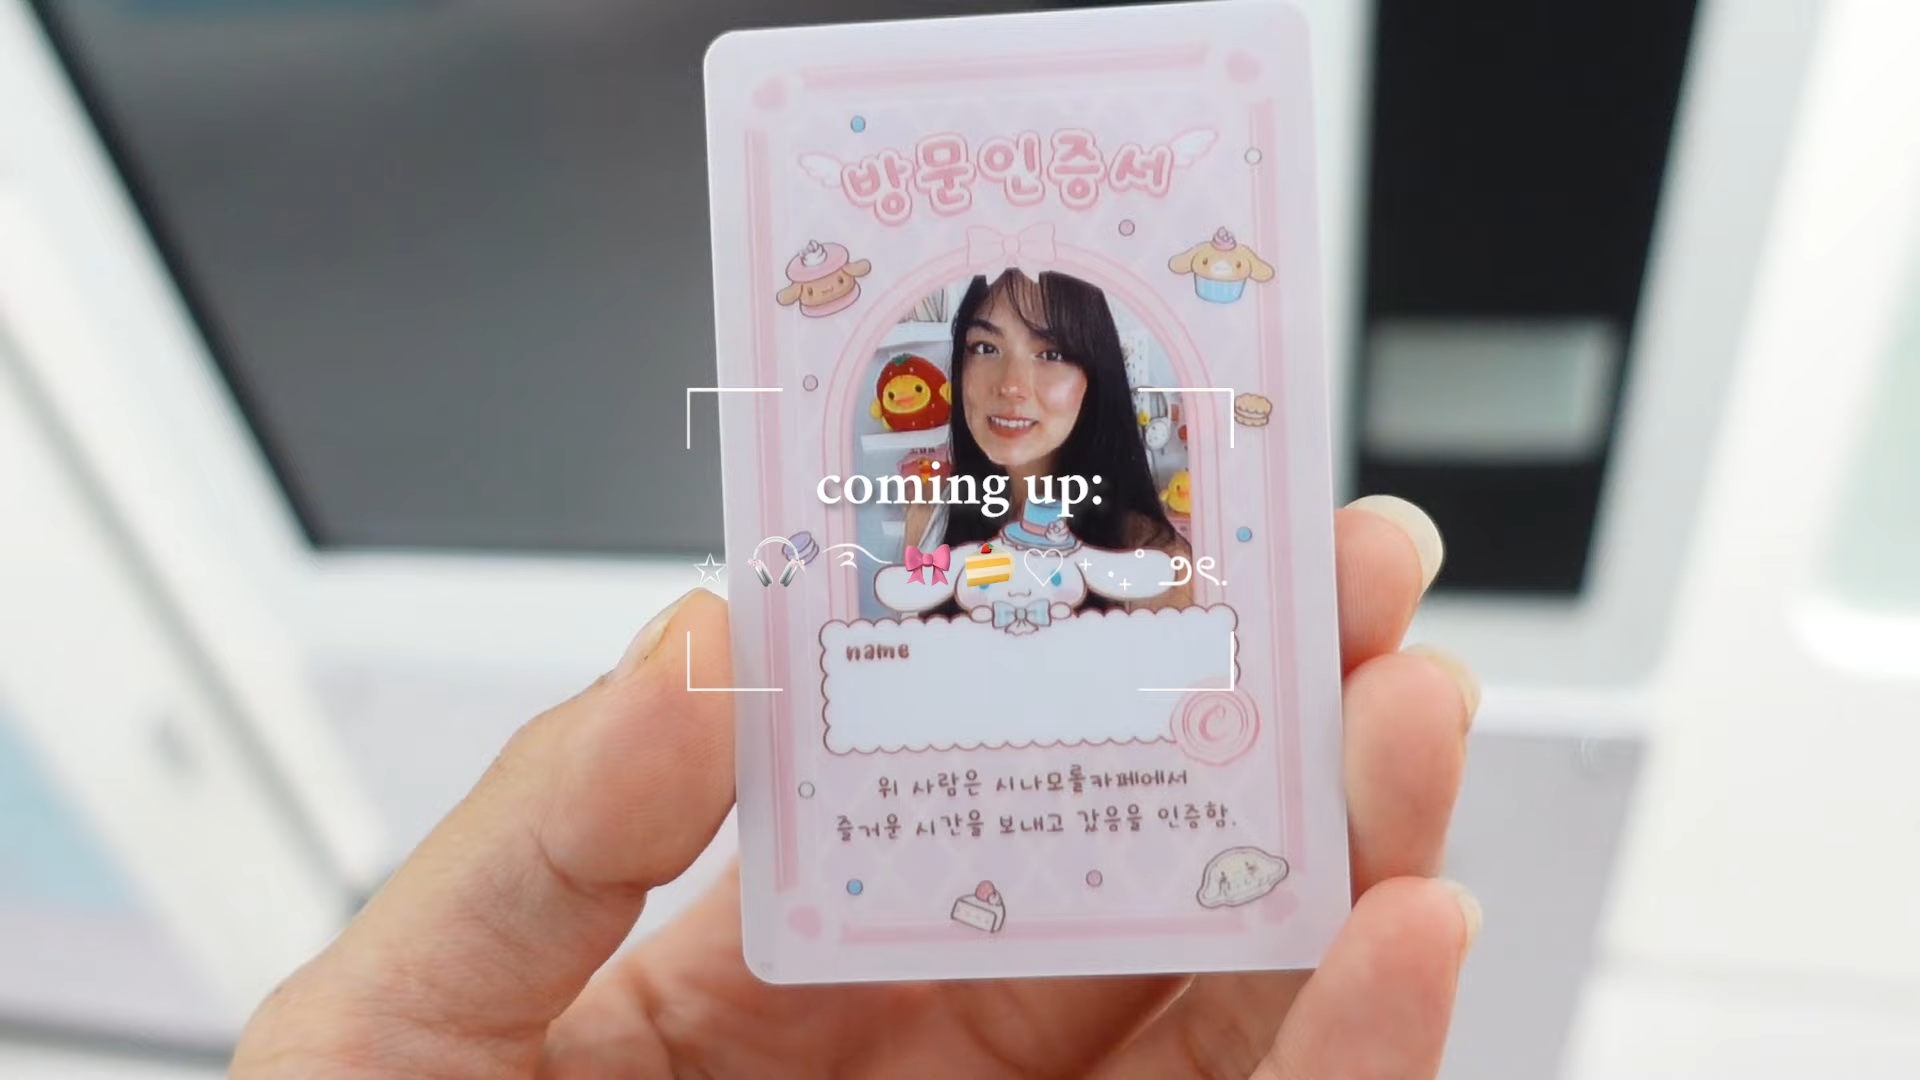 방문인증서
coming up:
☆ 🎧 ྀི 🎀 🍰 ♡ ⁺ ‧₊˚ ୨ৎ.
name
C
위 사람은 시나모롤카페에서
즐거운 시간을 보내고 갔음을 인증함.